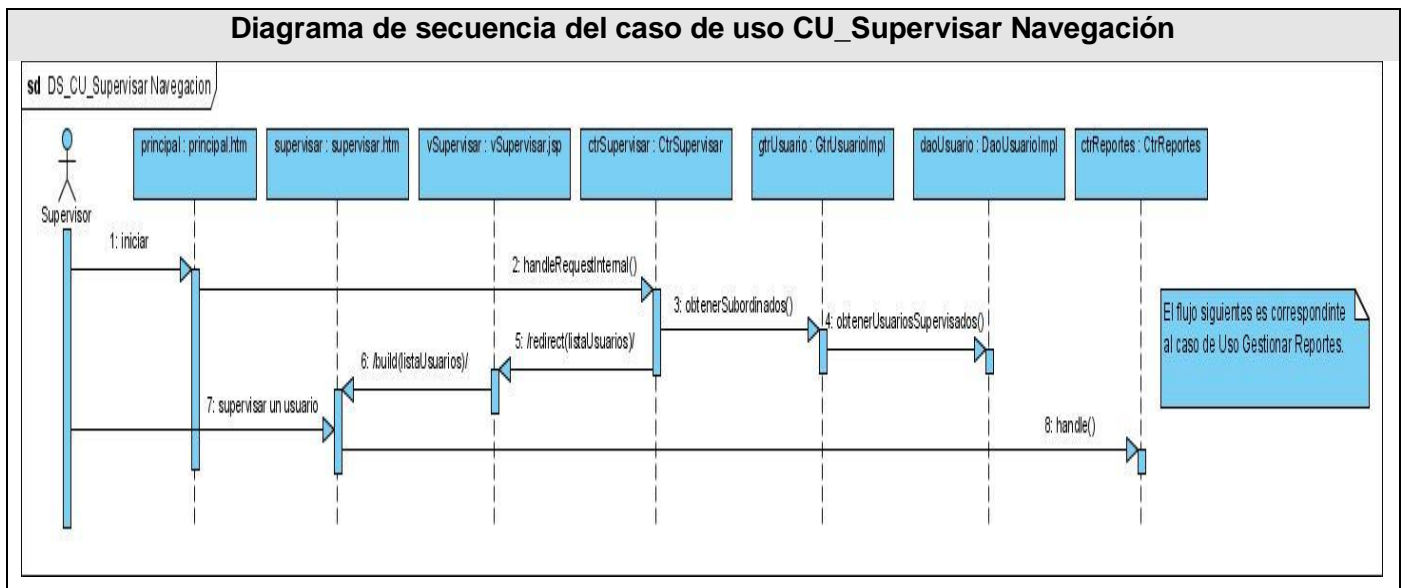 Diagrama de secuencia del caso de uso CU_Supervisar Navegación
sd DS_CU_Supervisar Navegacion
Supervisor
principal : principal.htm
supervisar : supervisar.htm
vSupervisar : vSupervisar.jsp
ctrSupervisar : CtrSupervisar
gtrUsuario : GtrUsuarioImpl
daoUsuario : DaoUsuarioImpl
ctrReportes : CtrReportes
1: iniciar
2: handleRequestInternal()
3: obtenerSubordinados()
4: obtenerUsuariosSupervisados()
5: /redirect(listaUsuarios)/
6: /build(listaUsuarios)/
7: supervisar un usuario
8: handle()
El flujo siguientes es correspondinte
al caso de Uso Gestionar Reportes.